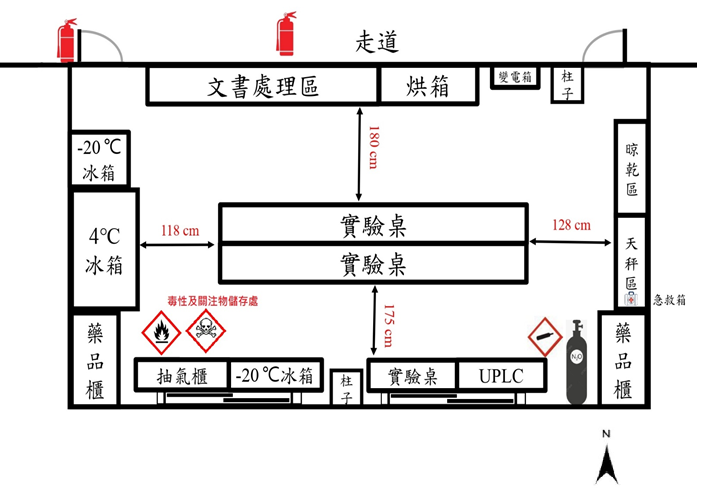 走道
文書處理區
烘箱
變電箱
柱子
180 cm
-20℃
冰箱
晾乾區
4℃
冰箱
118 cm
實驗桌
實驗桌
128 cm
天秤區
急救箱
毒性及關注物儲存處
175 cm
藥品櫃
N₂O
藥品櫃
抽氣櫃
-20℃冰箱
柱子
實驗桌
UPLC
N